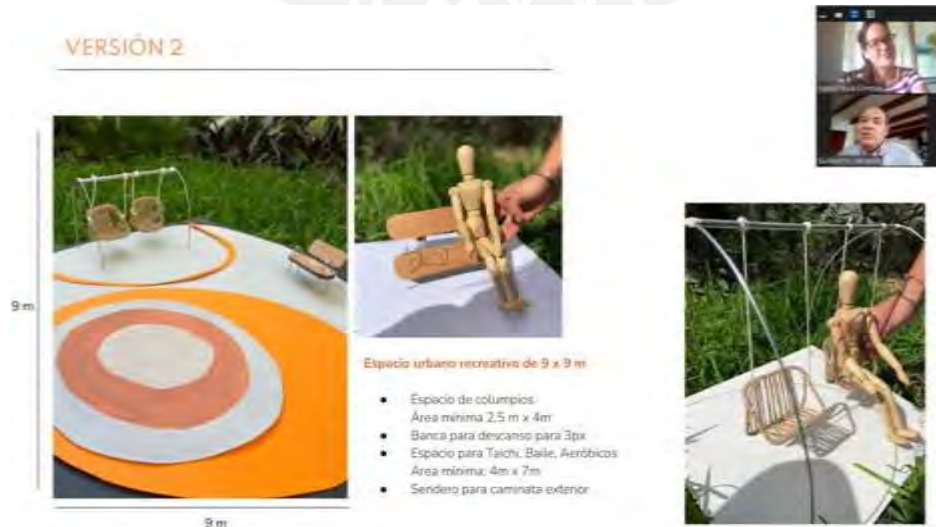 VERSIÓN 2
9 m
Espacio urbano recreativo de 9 x 9 m
● Espacio de columpios
Área mínima 2,5 m x 4m
● Banca para descanso para 3px
● Espacio para Taichi, Baile, Aeróbicos
Area mínima: 4m x 7m
● Sendero para caminata exterior
9 m